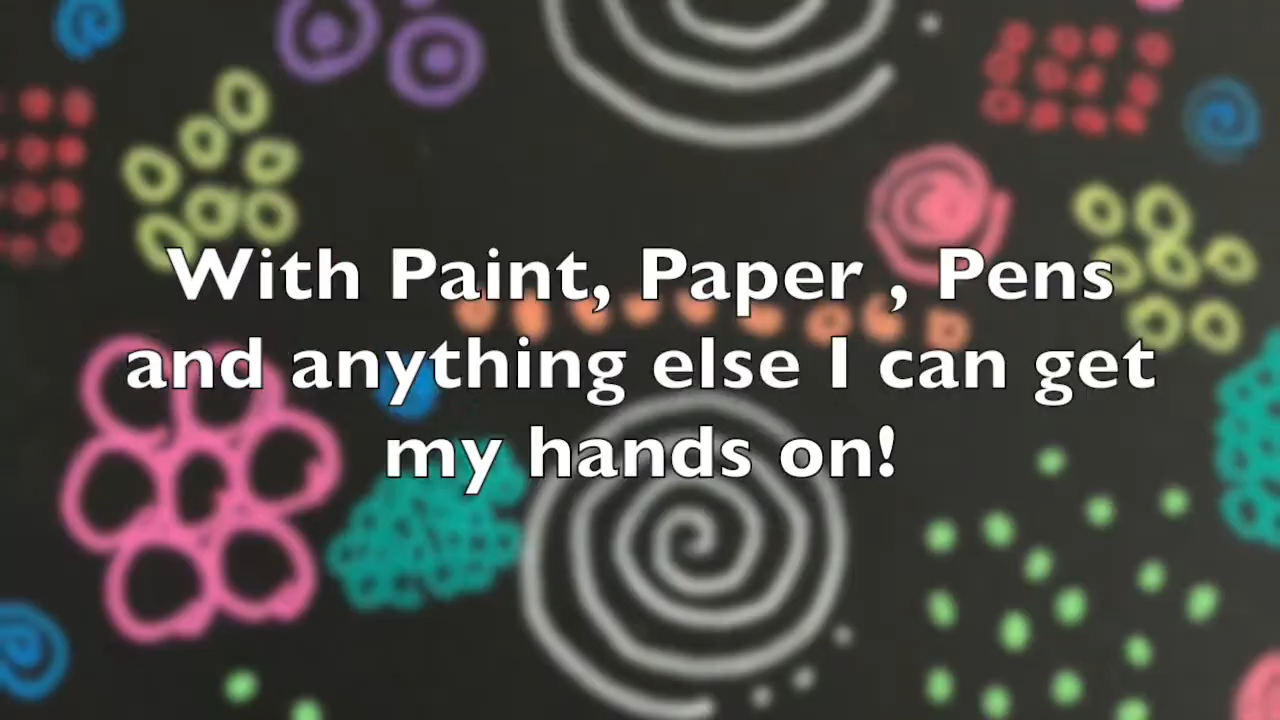 With Paint, Paper , Pens
and anything else I can get
my hands on!